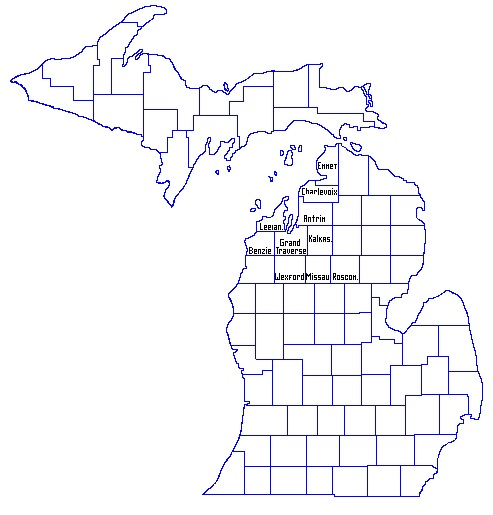 Emmet
Charlevoix
Antrim
Leelan.
Kalkas.
Grand
Traverse
Benzie
Wexford
Missau
Roscom.